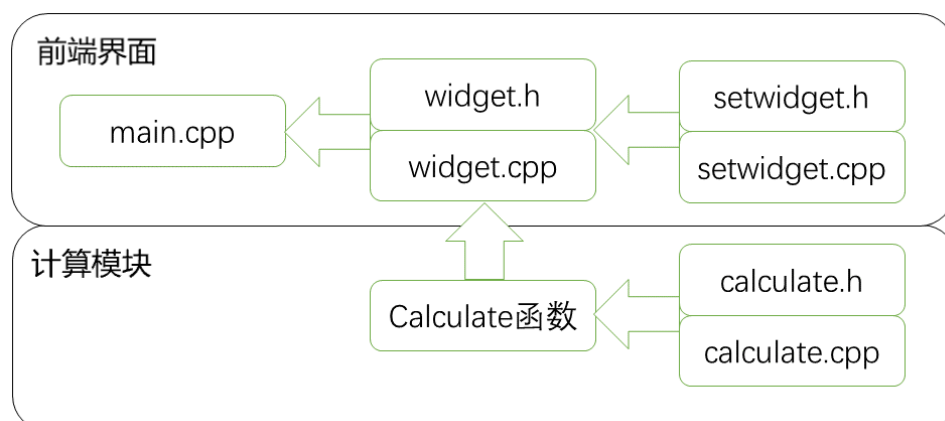 前端界面
main.cpp
widget.h
widget.cpp
setwidget.h
setwidget.cpp
计算模块
Calculate函数
calculate.h
calculate.cpp